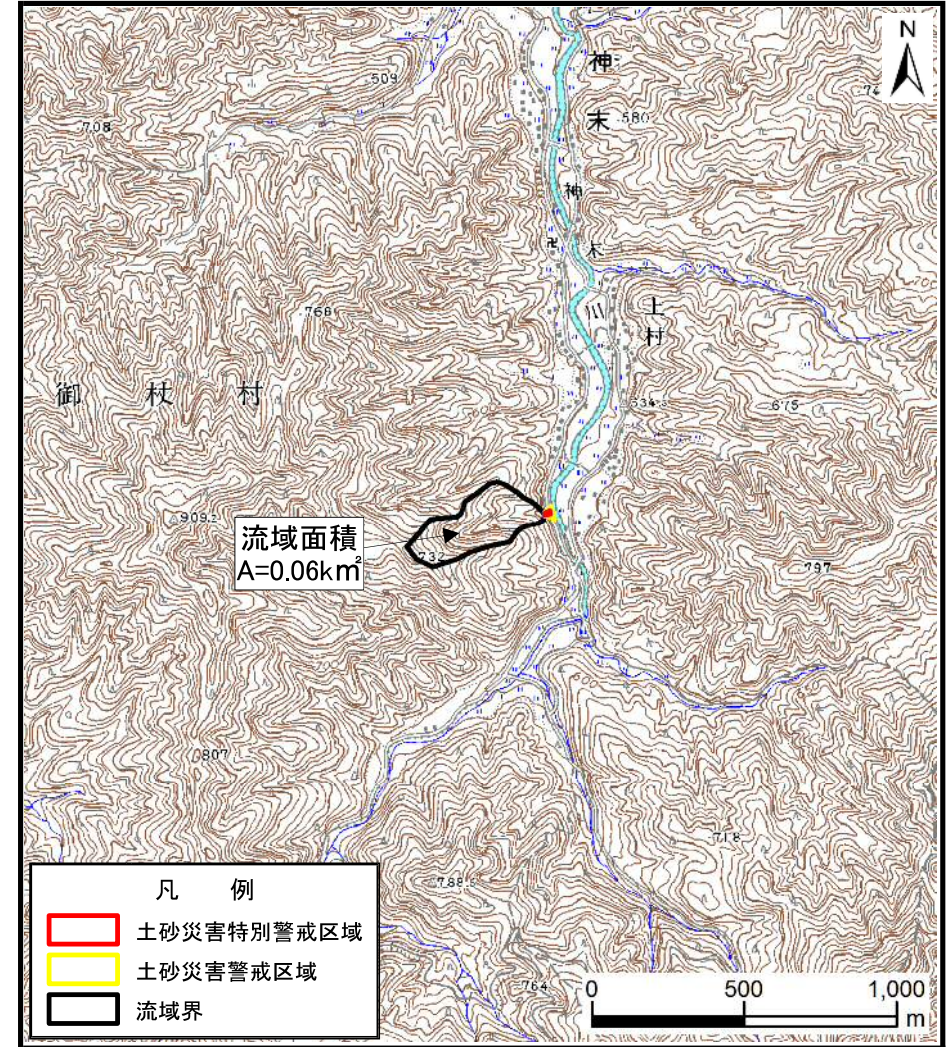 N
神
末
509
708
580
神
末
川
上
村
768
御杖村
534.5
675
909.2
流域面積
A=0.06km²
732
797
807
718
788.5
764
凡 例
土砂災害特別警戒区域
土砂災害警戒区域
流域界
0 500 1,000
m